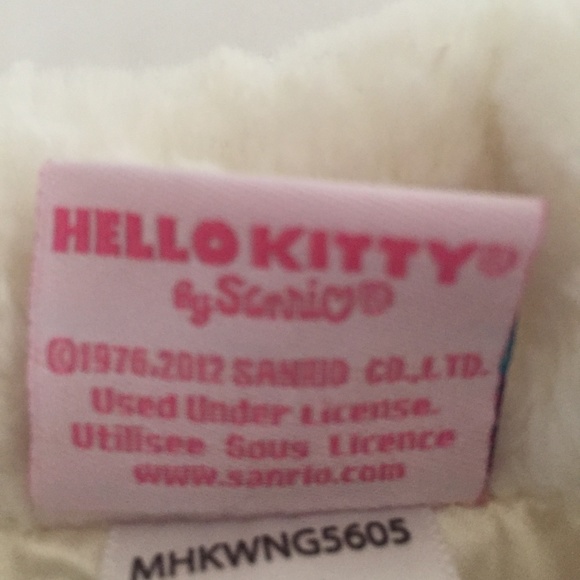 HELLO KITTY®
by Sanrio®
©1976.2012 SANRIO CO.,LTD.
Used Under License.
Utilisee Sous Licence
www.sanrio.com
MHKWNG5605